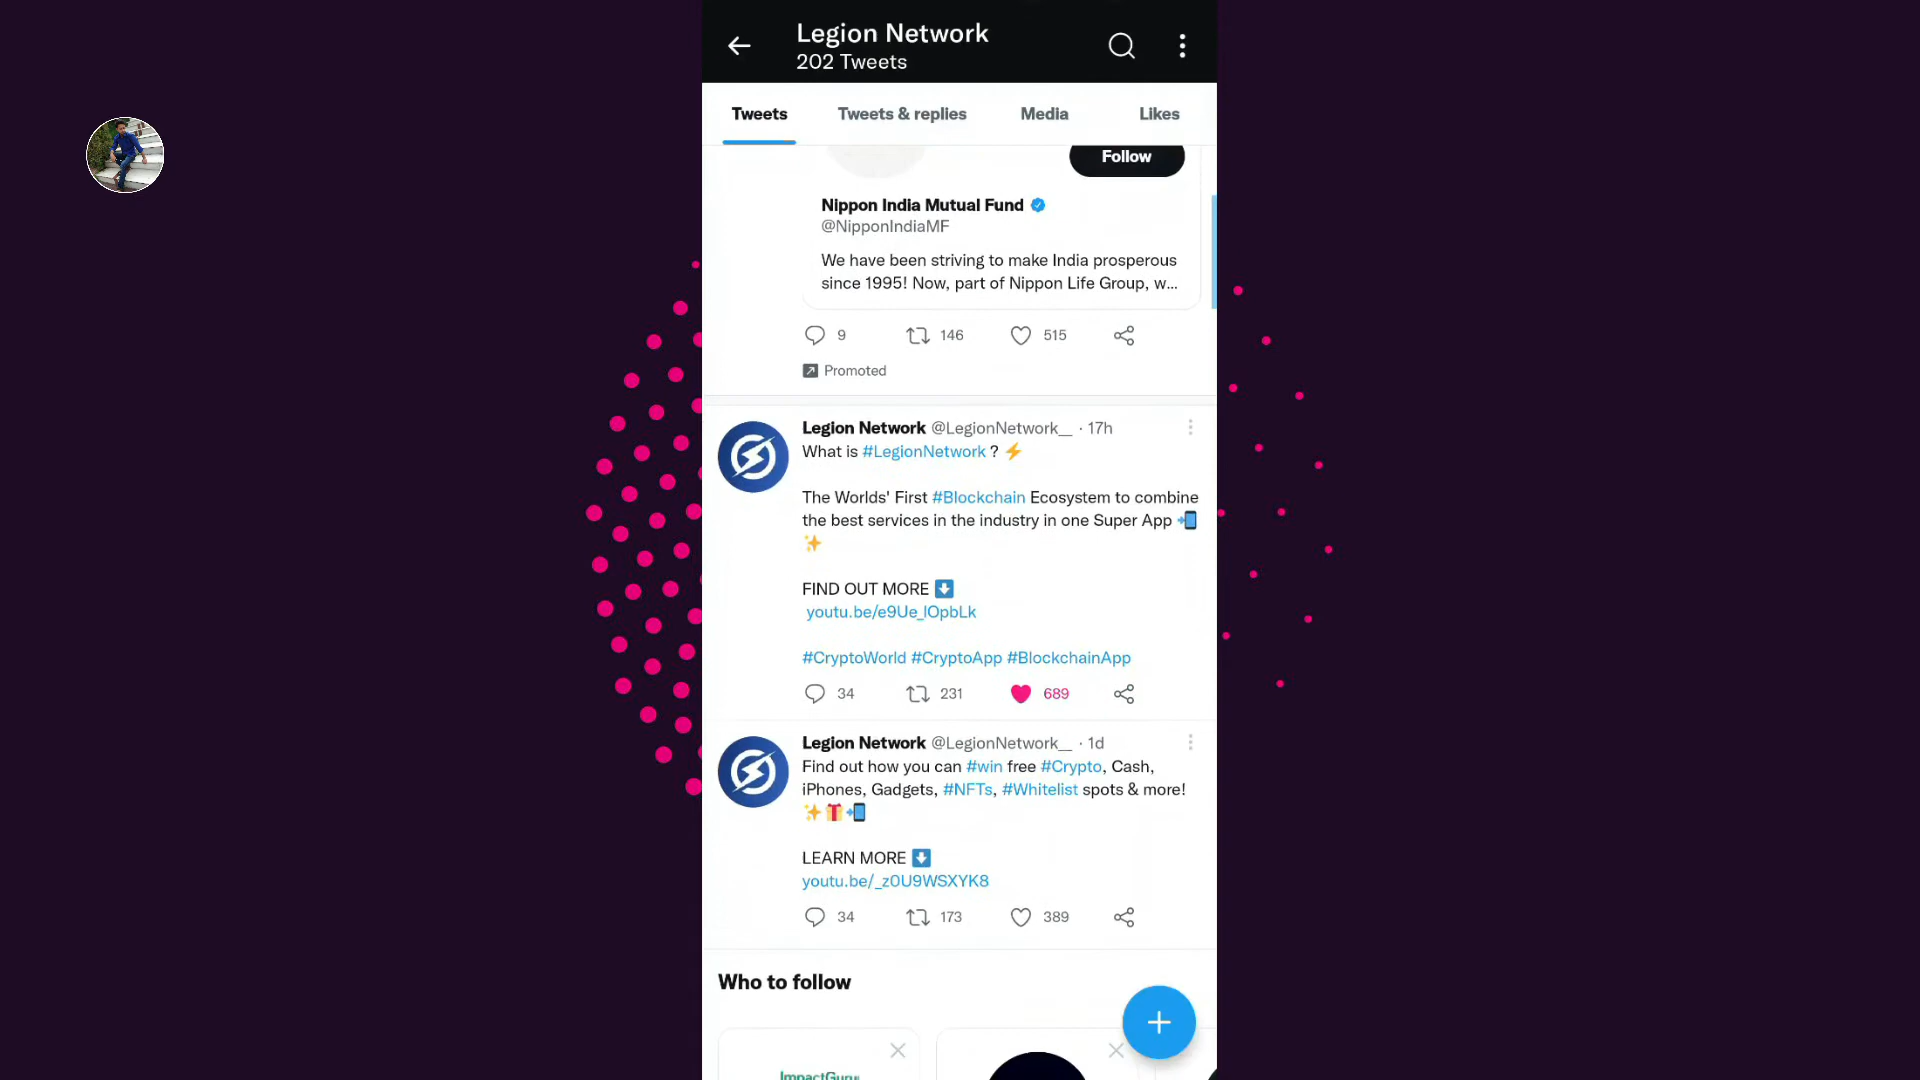 Legion Network
202 Tweets
Tweets Tweets & replies Media Likes
Follow
Nippon India Mutual Fund
@NipponIndiaMF
We have been striving to make India prosperous
since 1995! Now, part of Nippon Life Group, w...
9 146 515
Promoted
Legion Network @LegionNetwork__ · 17h
What is #LegionNetwork ? ⚡
The Worlds' First #Blockchain Ecosystem to combine
the best services in the industry in one Super App 📲
✨
FIND OUT MORE ⬇️
youtu.be/e9Ue_lOpbLk
#CryptoWorld #CryptoApp #BlockchainApp
34 231 689
Legion Network @LegionNetwork__ · 1d
Find out how you can #win free #Crypto, Cash,
iPhones, Gadgets, #NFTs, #Whitelist spots & more!
✨🎁📲
LEARN MORE ⬇️
youtu.be/_z0U9WSXYK8
34 173 389
Who to follow
ImpactGuru